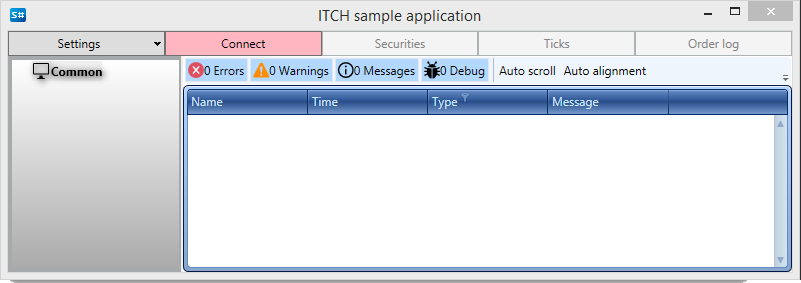 S# ITCH sample application
Settings Connect Securities Ticks Order log
Common
0 Errors 0 Warnings 0 Messages 0 Debug Auto scroll Auto alignment
Name Time Type Message